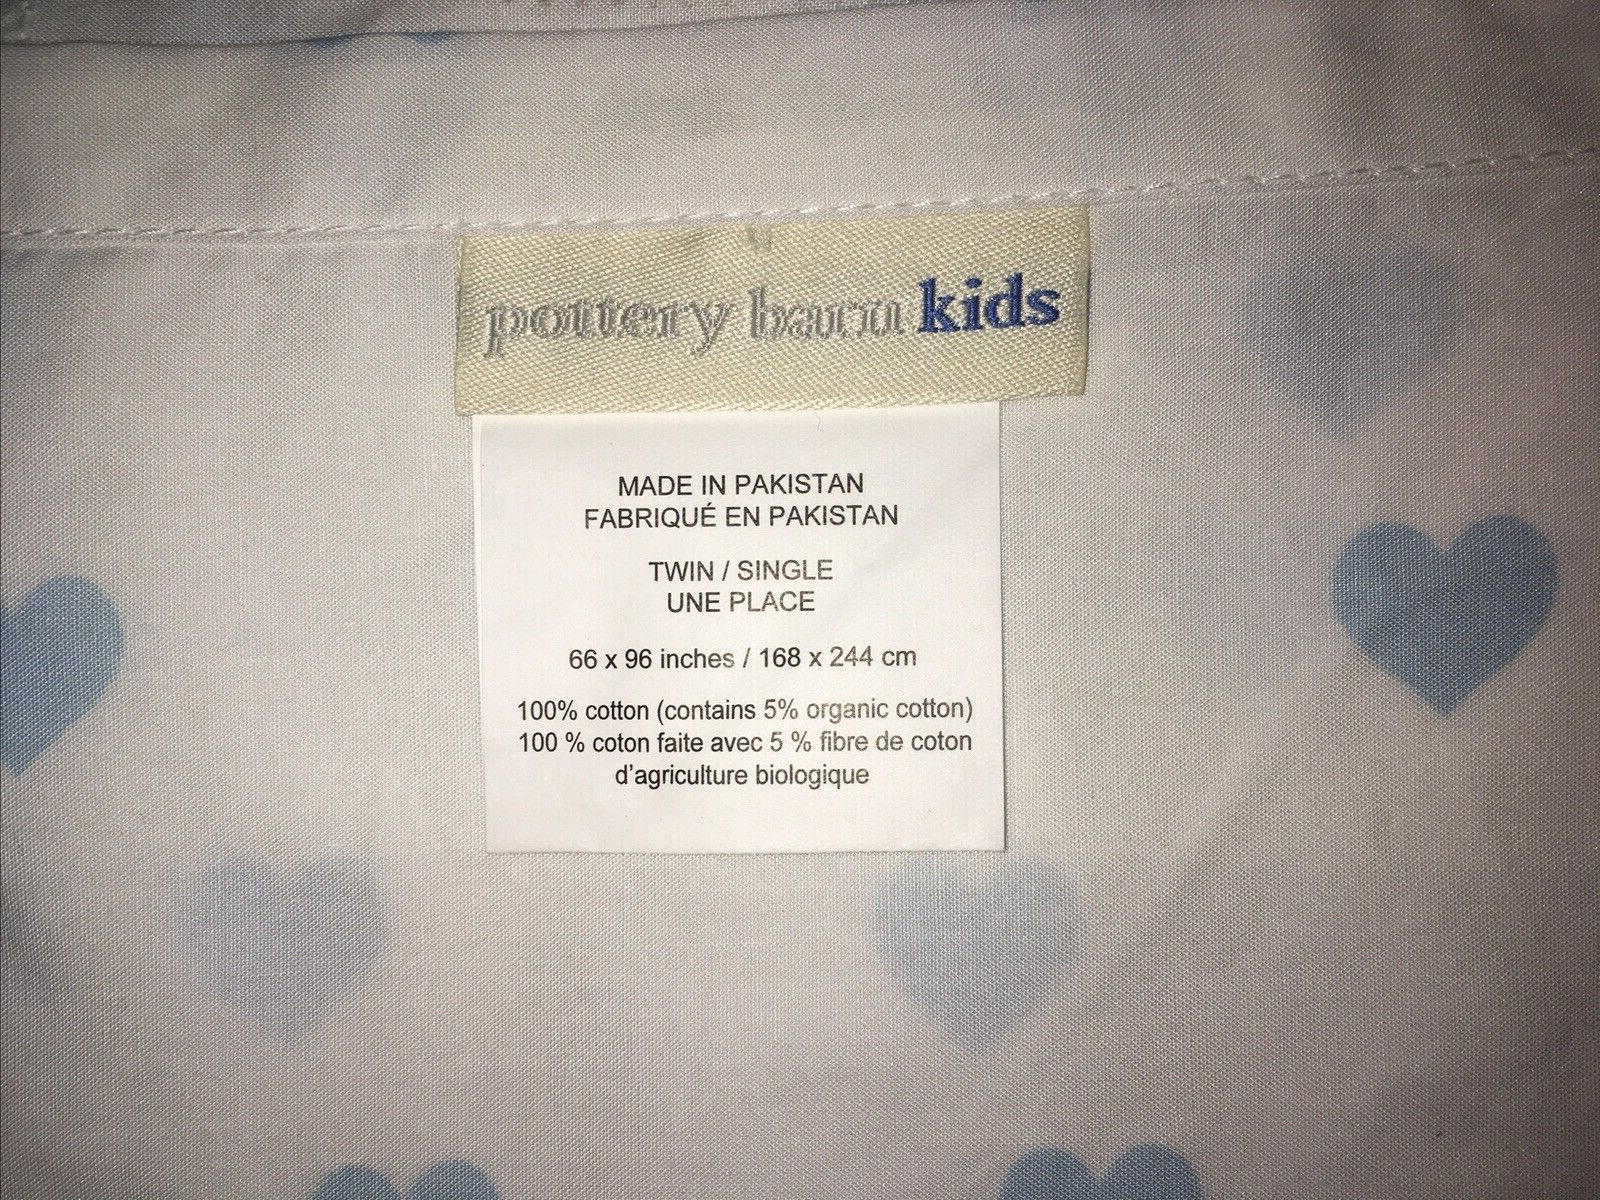 pottery barn kids
MADE IN PAKISTAN
FABRIQUÉ EN PAKISTAN
TWIN / SINGLE
UNE PLACE
66 x 96 inches / 168 x 244 cm
100% cotton (contains 5% organic cotton)
100 % coton faite avec 5 % fibre de coton
d'agriculture biologique